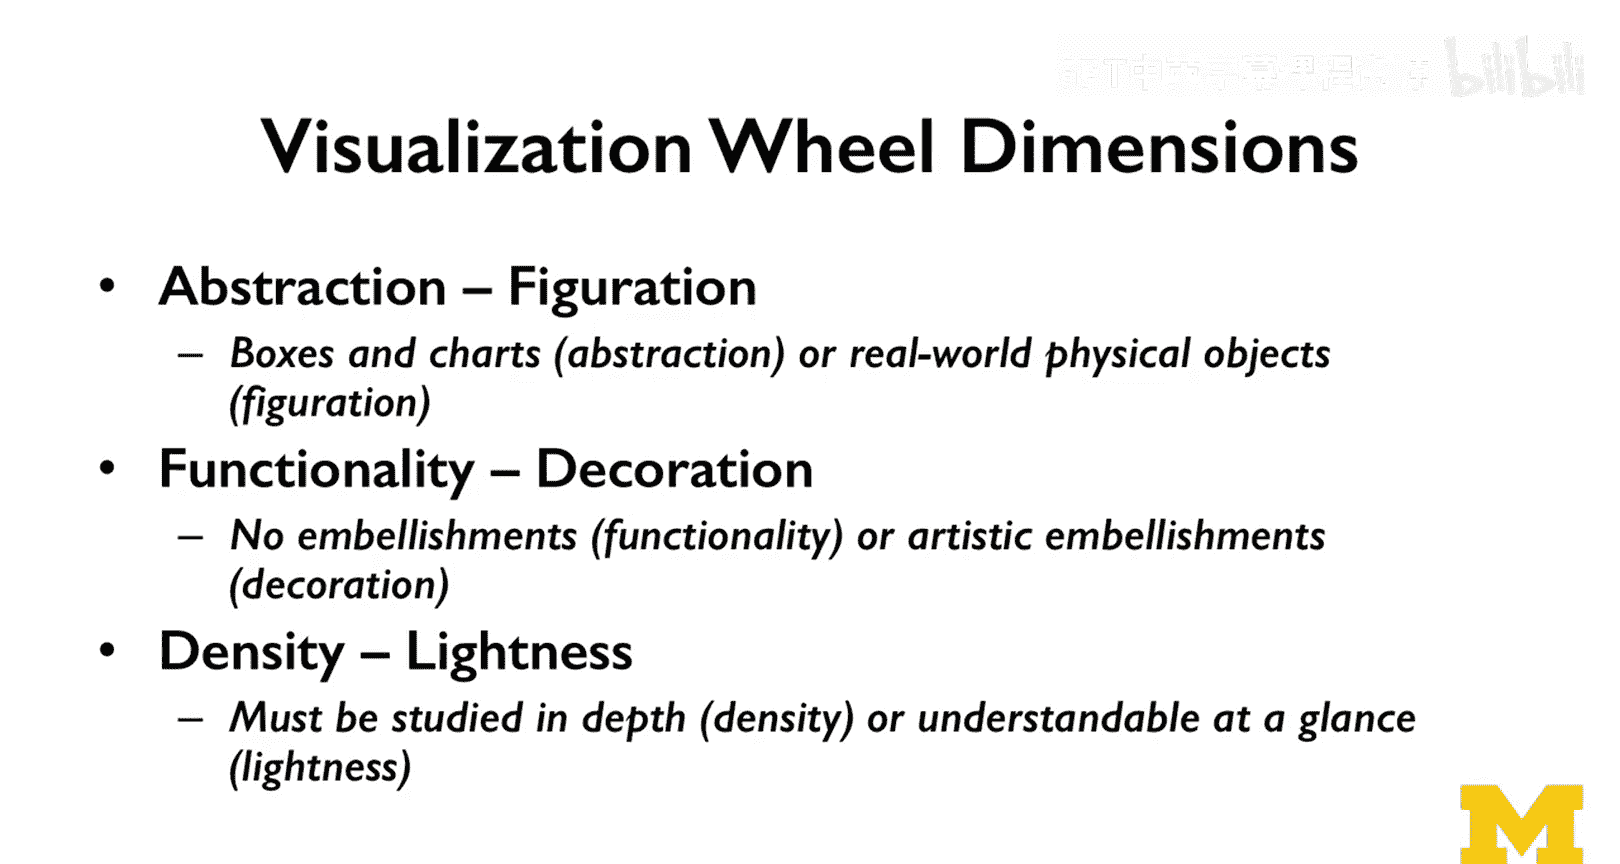 bilibili
Visualization Wheel Dimensions
• Abstraction – Figuration
– Boxes and charts (abstraction) or real-world physical objects
(figuration)
• Functionality – Decoration
– No embellishments (functionality) or artistic embellishments
(decoration)
• Density – Lightness
– Must be studied in depth (density) or understandable at a glance
(lightness)
M